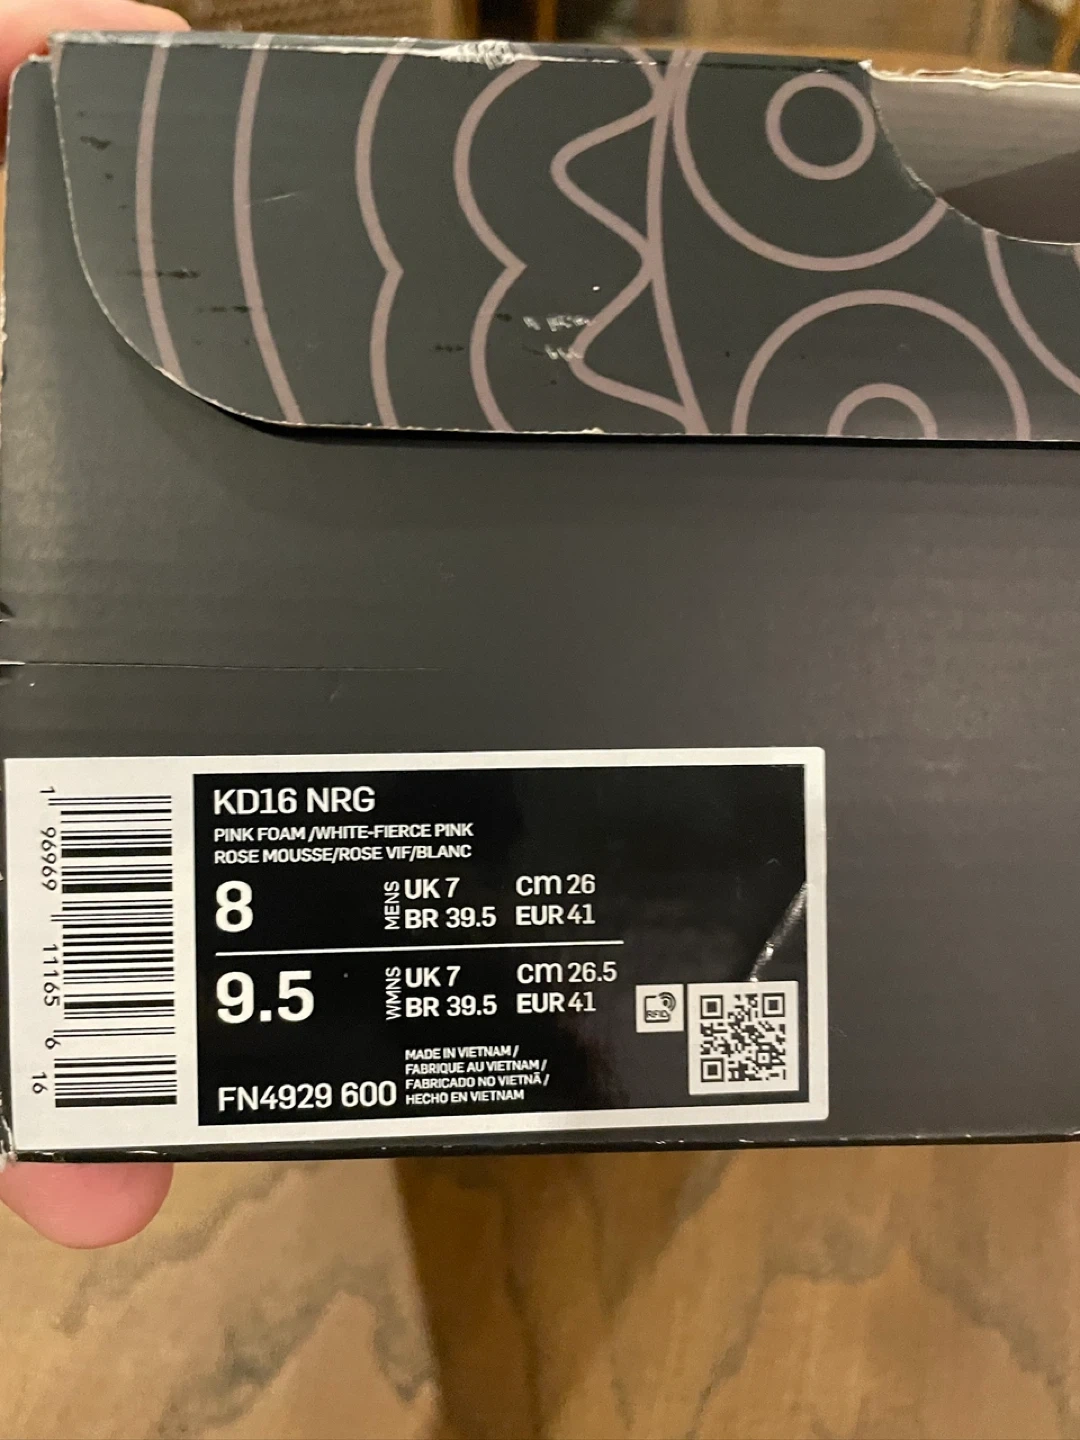 KD16 NRG
PINK FOAM /WHITE-FIERCE PINK
ROSE MOUSSE/ROSE VIF/BLANC
8 MENS UK 7 cm 26
BR 39.5 EUR 41
9.5 WMNS UK 7 cm 26.5
BR 39.5 EUR 41
RFID
MADE IN VIETNAM /
FABRIQUE AU VIETNAM /
FABRICADO NO VIETNÃ /
HECHO EN VIETNAM
FN4929 600
1 96969 11165 6 16